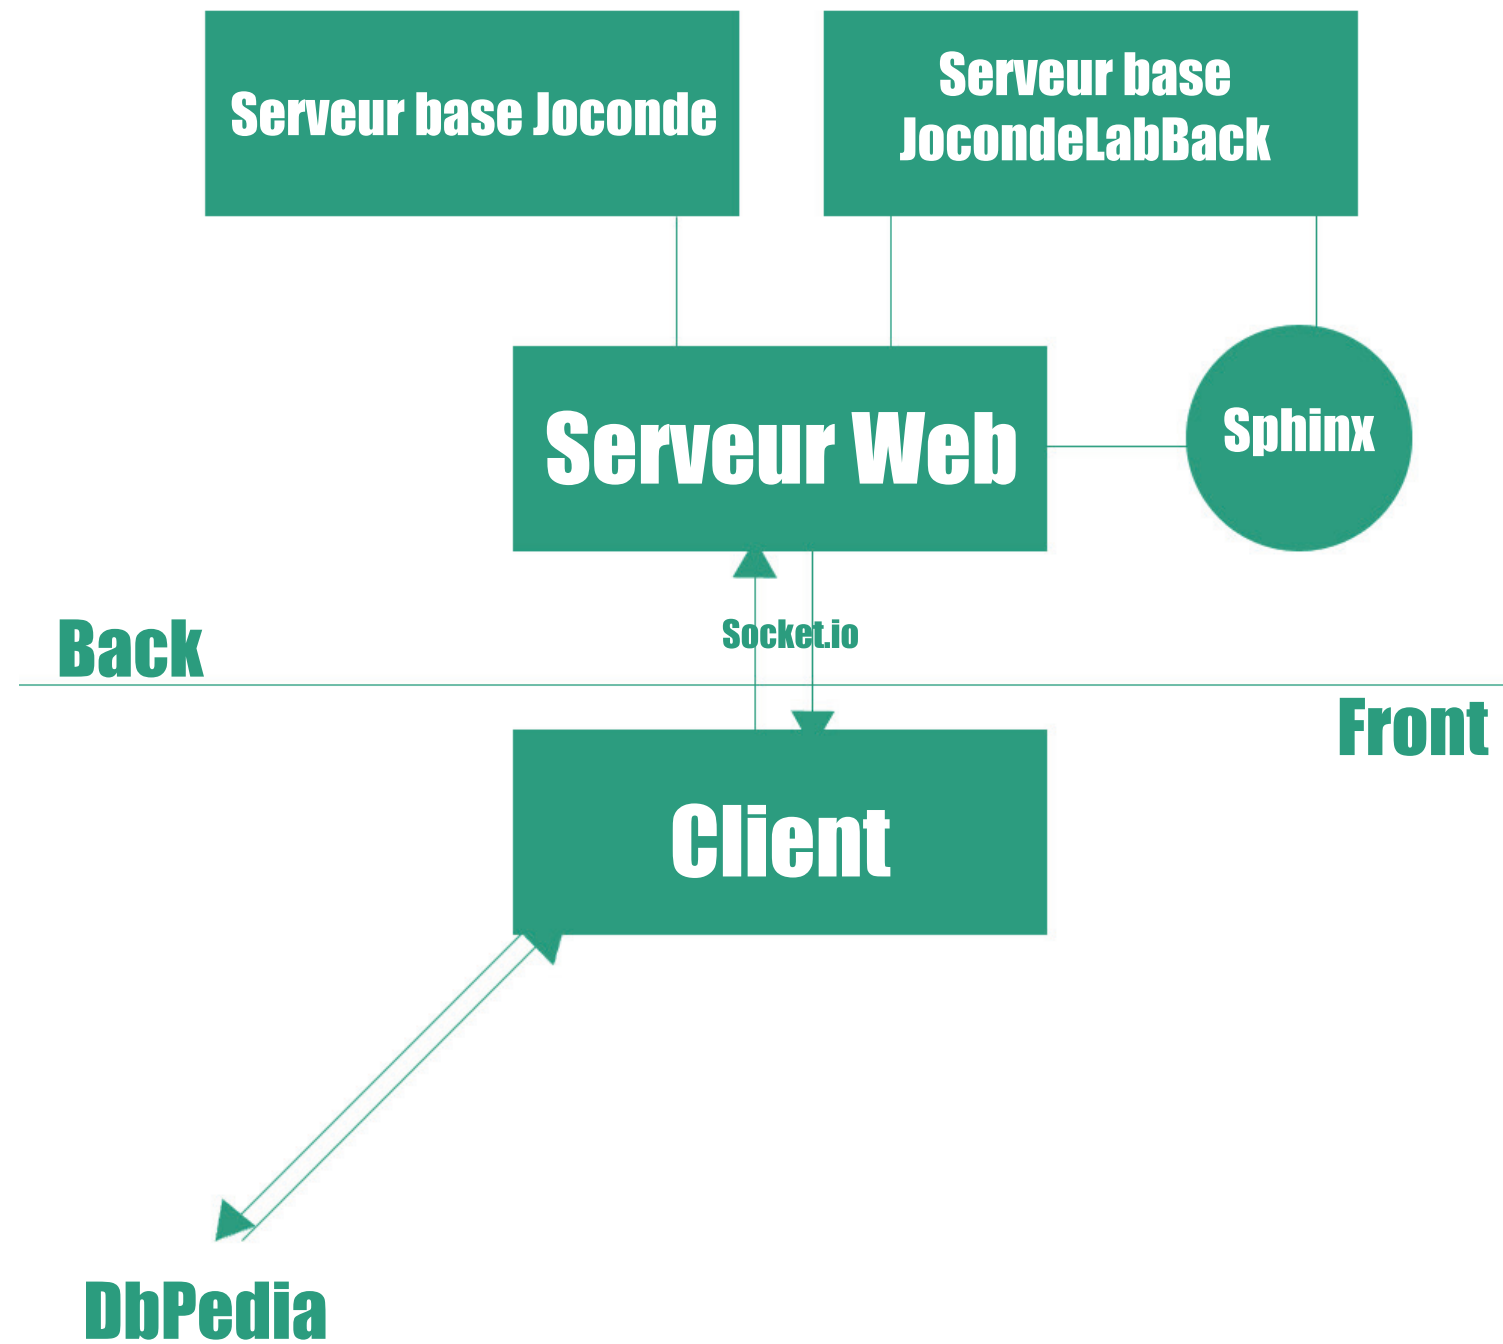 Serveur base Joconde
Serveur base
JocondeLabBack
Serveur Web
Sphinx
Socket.io
Back
Front
Client
DbPedia